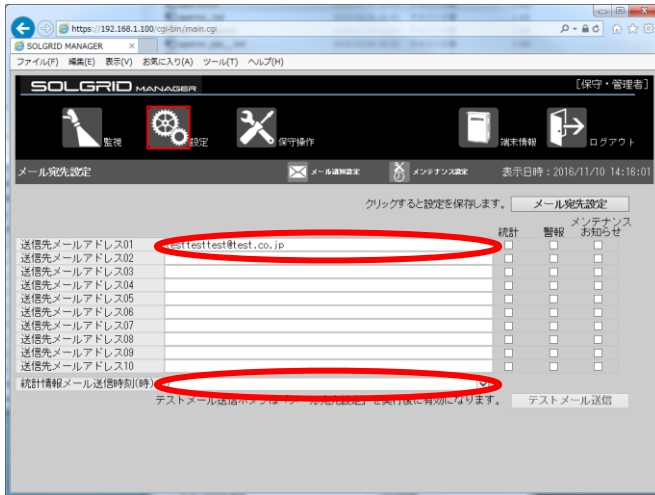 https://192.168.1.100/cgi-bin/main.cgi
SOLGRID MANAGER
ファイル(F) 編集(E) 表示(V) お気に入り(A) ツール(T) ヘルプ(H)
SOLGRID MANAGER [保守・管理者]
監視 設定 保守操作 端末情報 ログアウト
メール宛先設定 メール通知設定 メンテナンス設定 表示日時:2016/11/10 14:16:01
クリックすると設定を保存します。 メール宛先設定
統計 警報 メンテナンスお知らせ
送信先メールアドレス01 testtesttest@test.co.jp
送信先メールアドレス02
送信先メールアドレス03
送信先メールアドレス04
送信先メールアドレス05
送信先メールアドレス06
送信先メールアドレス07
送信先メールアドレス08
送信先メールアドレス09
送信先メールアドレス10
統計情報メール送信時刻(時)
テストメール送信ボタンは「メール宛先設定」を実行後に有効になります。 テストメール送信